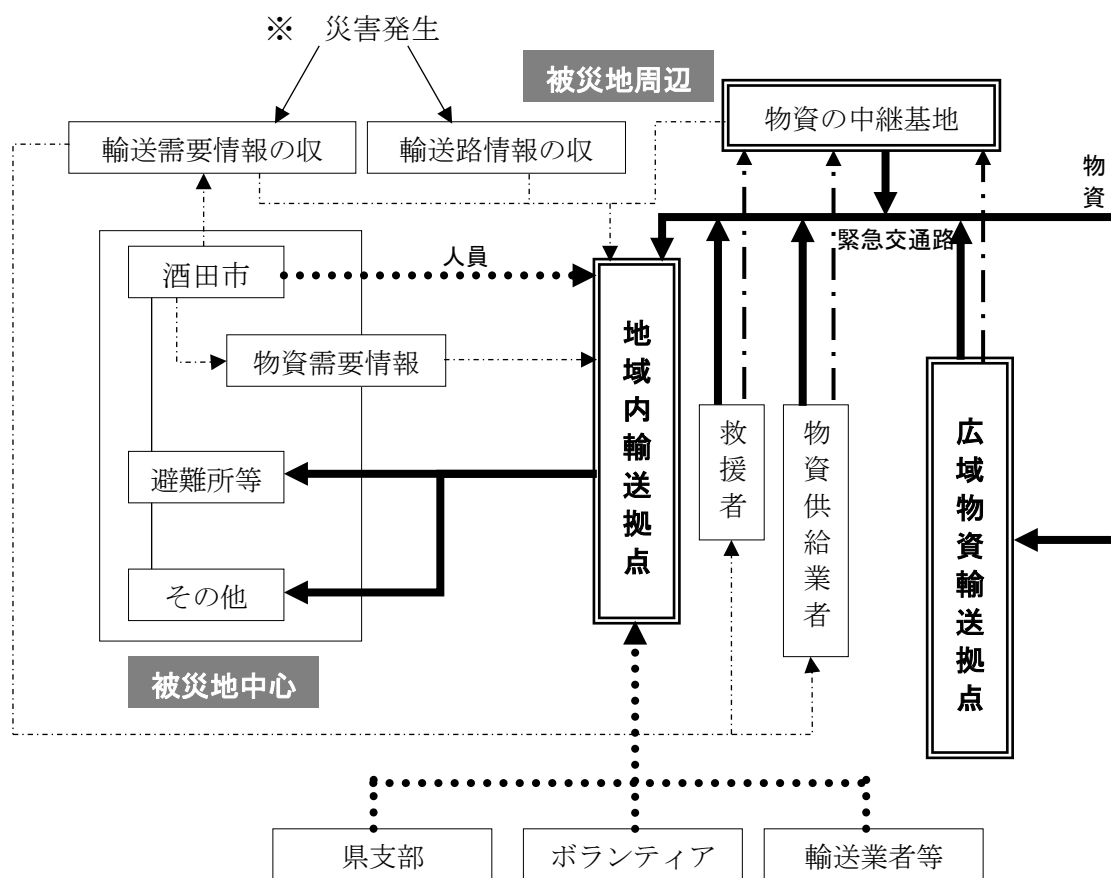 ※ 災害発生
被災地周辺
物資の中継基地
輸送需要情報の収
輸送路情報の収
物
資
緊急交通路
人員
酒田市
物資需要情報
避難所等
その他
地域内輸送拠点
救援者
物資供給業者
広域物資輸送拠点
被災地中心
県支部
ボランティア
輸送業者等